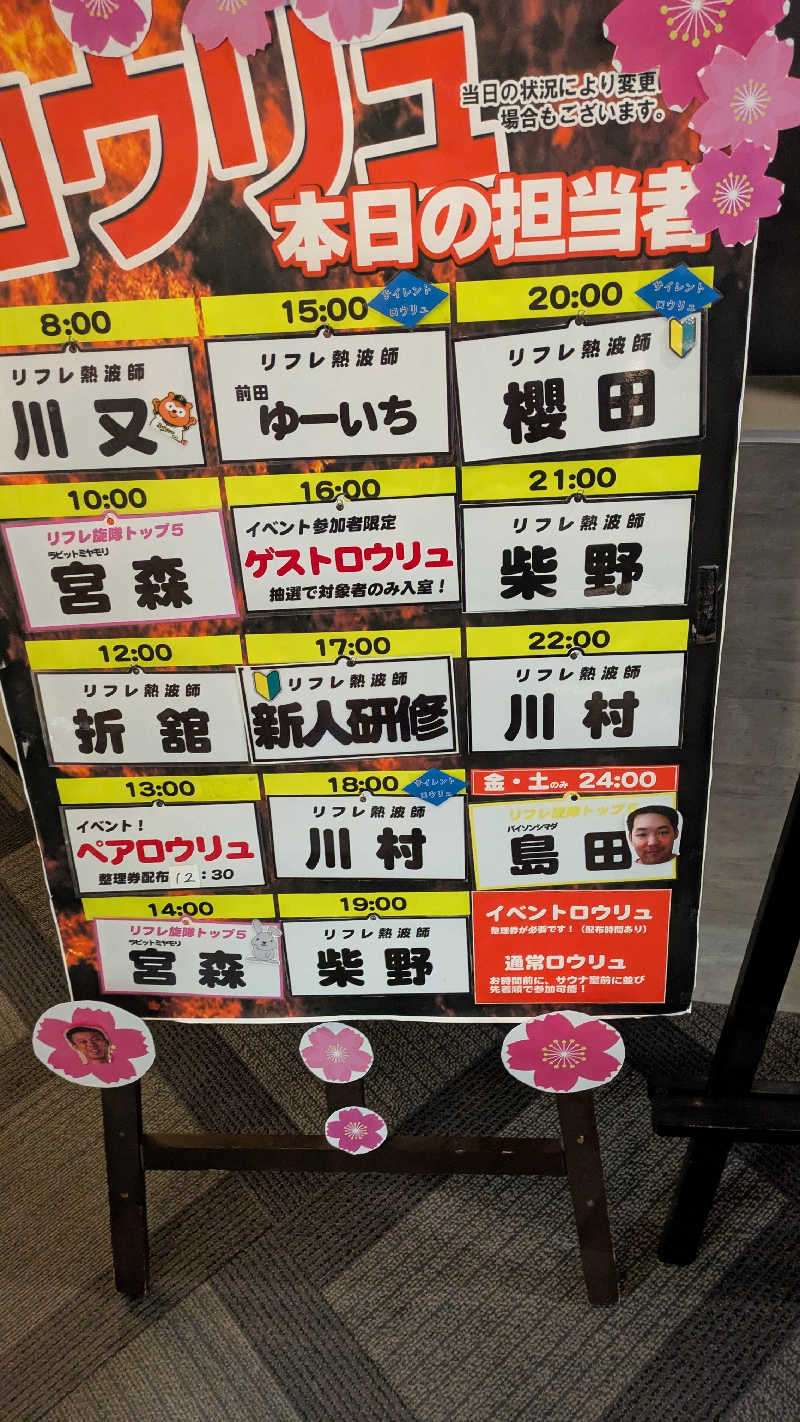 ロウリュ
当日の状況により変更
場合もございます。
本日の担当者
8:00
リフレ熱波師
川又
10:00
リフレ旋隊トップ5
ラビットミヤモリ
宮森
12:00
リフレ熱波師
折舘
13:00
イベント！
ペアロウリュ
整理券配布 12：30
14:00
リフレ旋隊トップ5
ラビットミヤモリ
宮森
15:00
サイレント
ロウリュ
リフレ熱波師
前田
ゆーいち
16:00
イベント参加者限定
ゲストロウリュ
抽選で対象者のみ入室！
17:00
リフレ熱波師
新人研修
18:00
サイレント
ロウリュ
リフレ熱波師
川村
19:00
リフレ熱波師
柴野
20:00
サイレント
ロウリュ
リフレ熱波師
櫻田
21:00
リフレ熱波師
柴野
22:00
リフレ熱波師
川村
金・土のみ 24:00
リフレ旋隊トップ5
バイソンシマダ
島田
イベントロウリュ
整理券が必要です！（配布時間あり）
通常ロウリュ
お時間前に、サウナ室前に並び
先着順で参加可能！